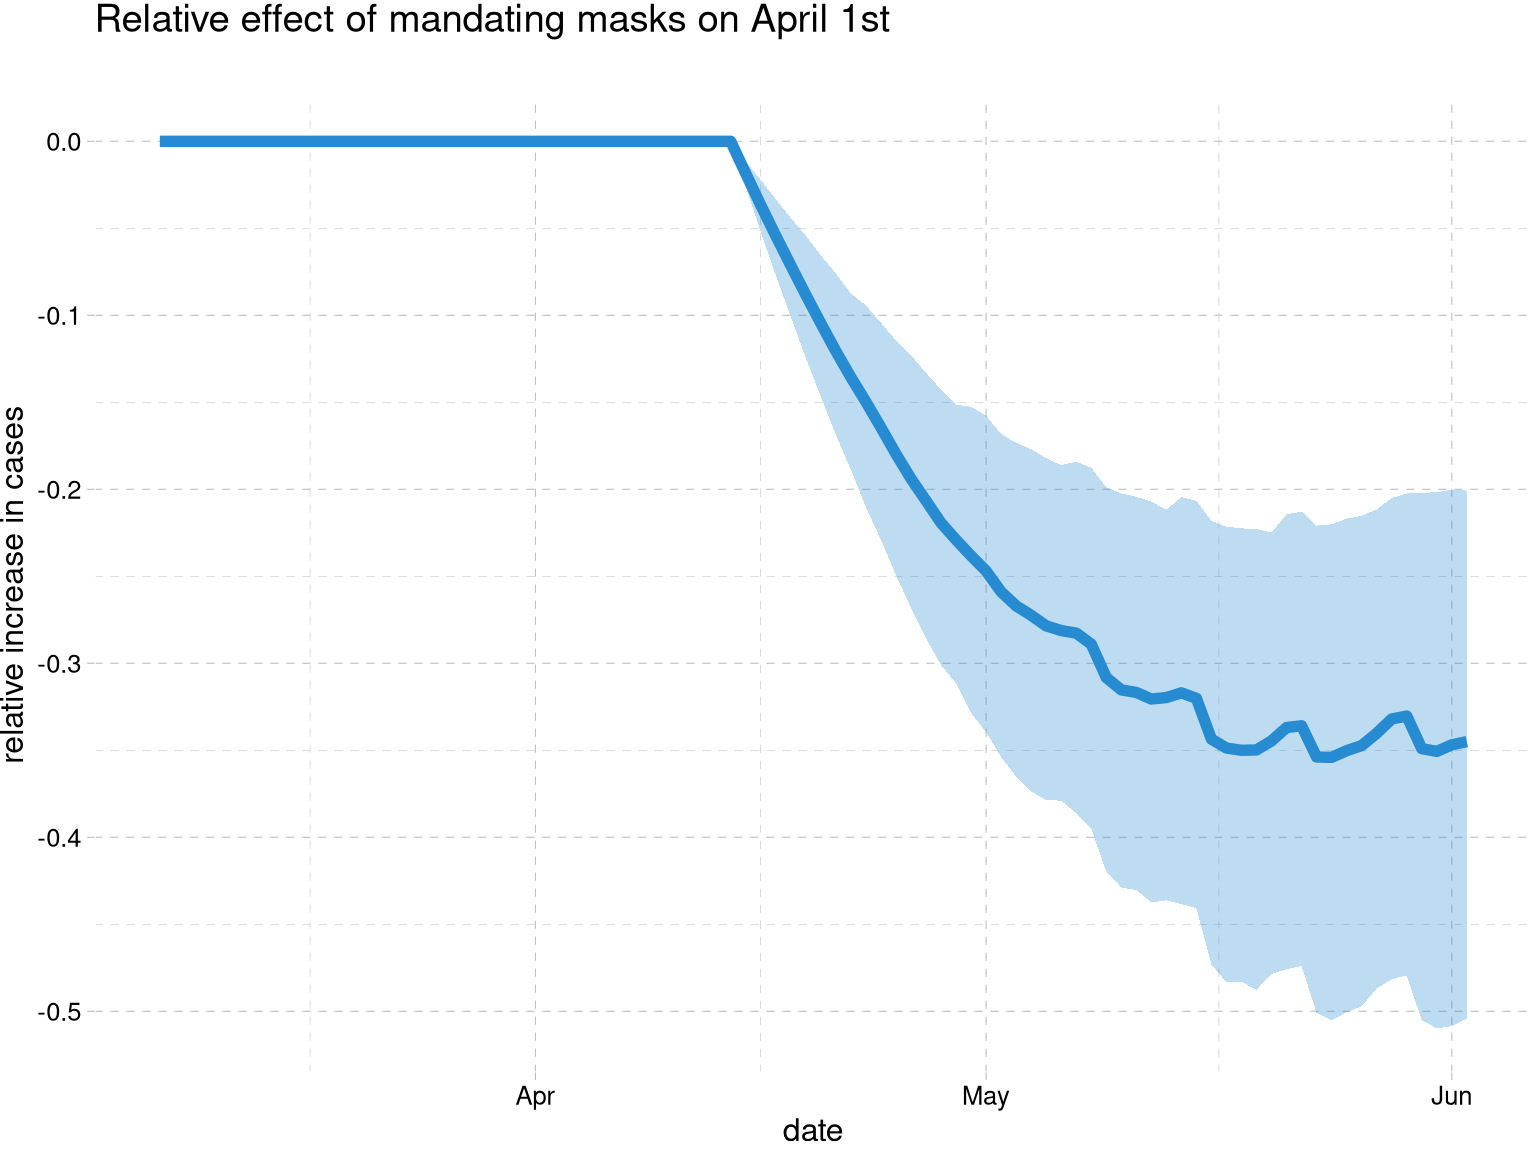 Relative effect of mandating masks on April 1st
relative increase in cases
0.0
-0.1
-0.2
-0.3
-0.4
-0.5
Apr
May
Jun
date